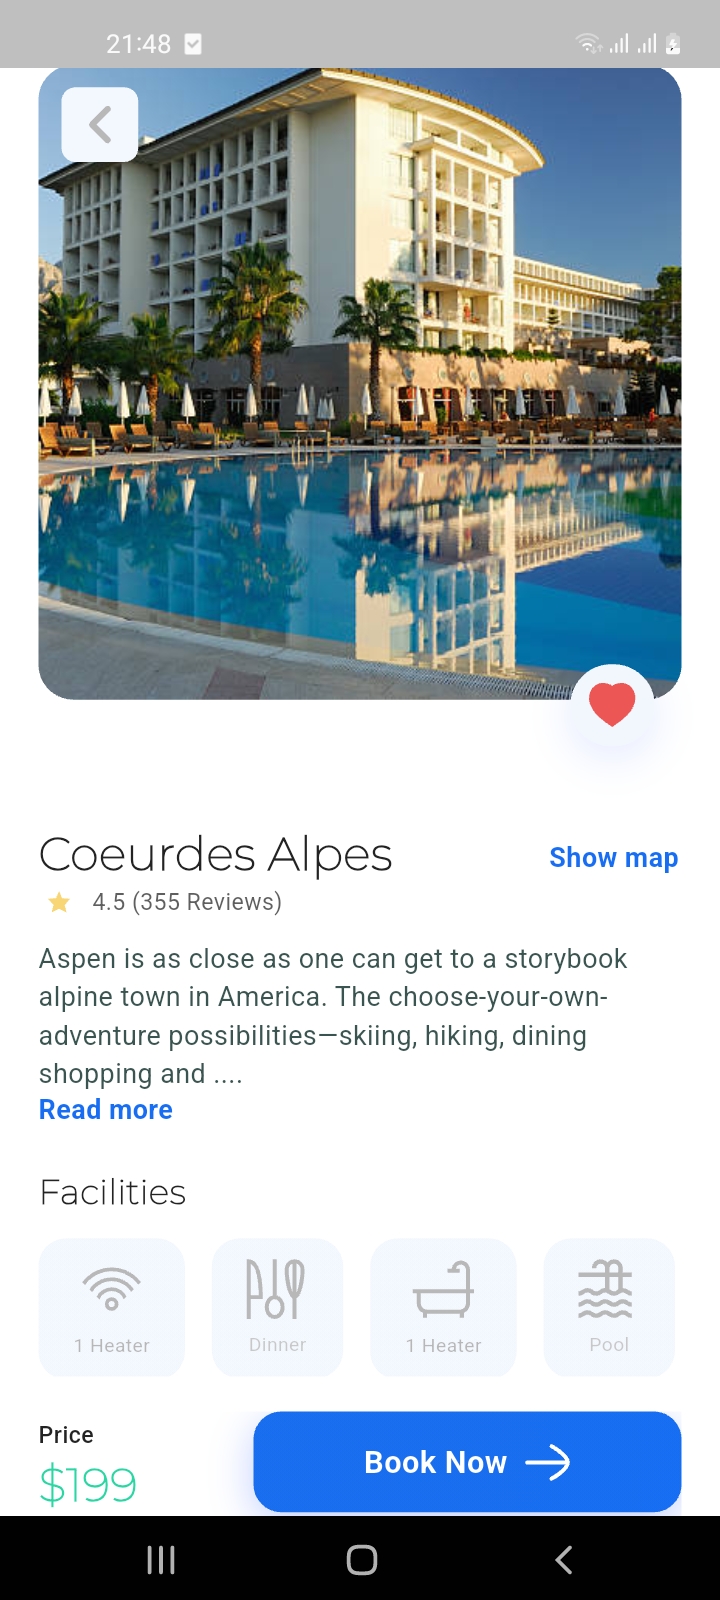 21:48
Coeurdes Alpes
Show map
4.5 (355 Reviews)
Aspen is as close as one can get to a storybook
alpine town in America. The choose-your-own-
adventure possibilities—skiing, hiking, dining
shopping and ....
Read more
Facilities
1 Heater
Dinner
1 Heater
Pool
Price
$199
Book Now